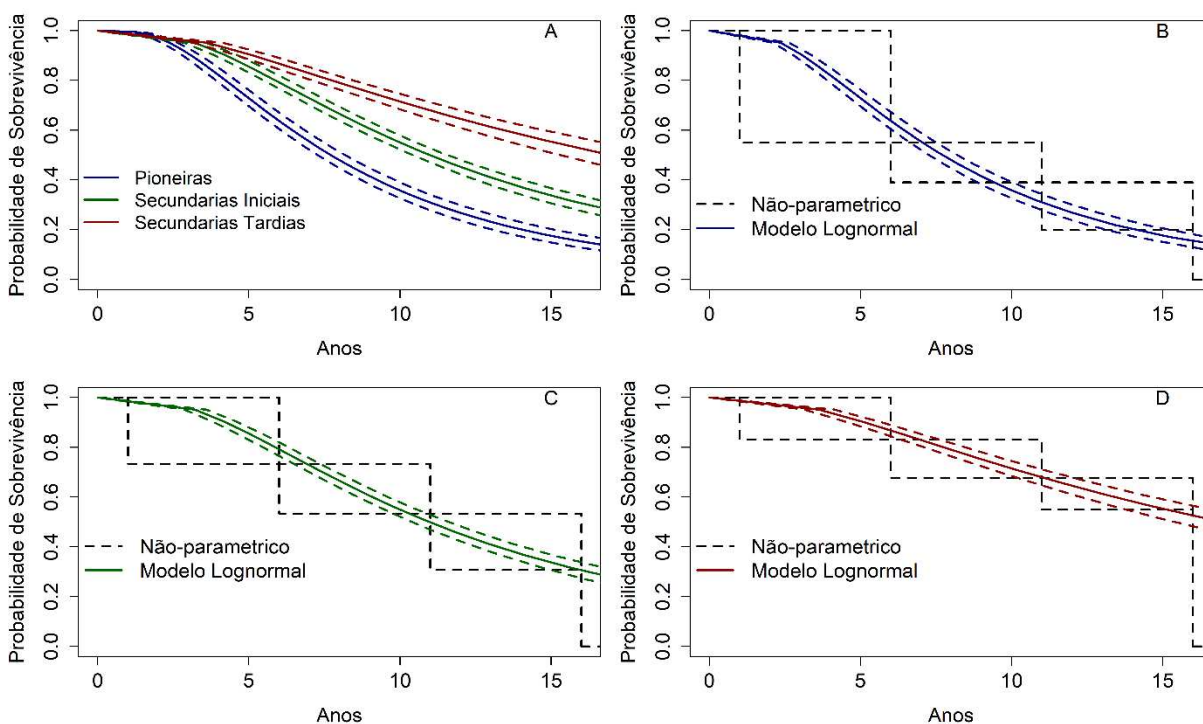 A
Probabilidade de Sobrevivência
1.0
0.8
0.6
0.4
0.2
0.0
Pioneiras
Secundarias Iniciais
Secundarias Tardias
0 5 10 15
Anos
B
Probabilidade de Sobrevivência
1.0
0.8
0.6
0.4
0.2
0.0
Não-parametrico
Modelo Lognormal
0 5 10 15
Anos
C
Probabilidade de Sobrevivência
1.0
0.8
0.6
0.4
0.2
0.0
Não-parametrico
Modelo Lognormal
0 5 10 15
Anos
D
Probabilidade de Sobrevivência
1.0
0.8
0.6
0.4
0.2
0.0
Não-parametrico
Modelo Lognormal
0 5 10 15
Anos